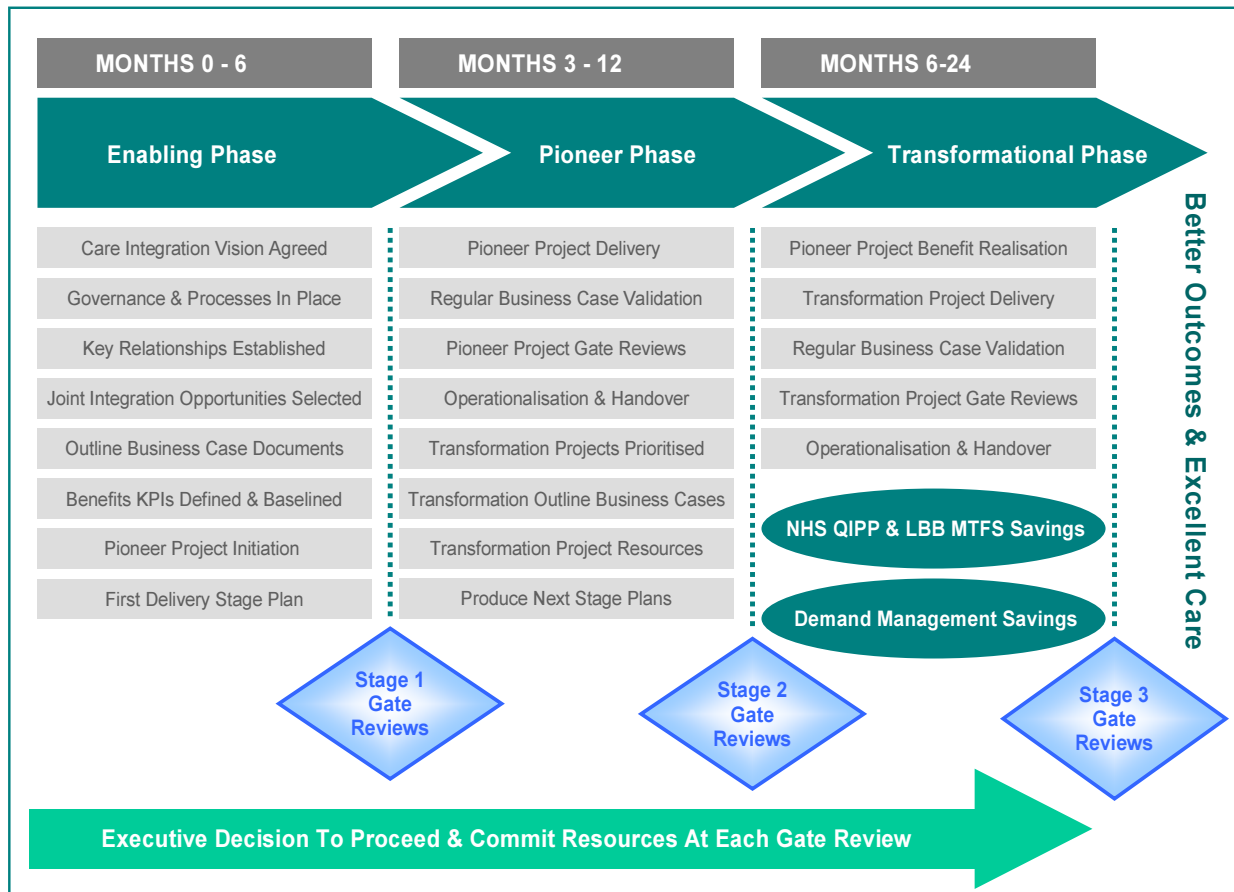 MONTHS 0 - 6
MONTHS 3 - 12
MONTHS 6-24
Enabling Phase
Pioneer Phase
Transformational Phase
Care Integration Vision Agreed
Governance & Processes In Place
Key Relationships Established
Joint Integration Opportunities Selected
Outline Business Case Documents
Benefits KPIs Defined & Baselined
Pioneer Project Initiation
First Delivery Stage Plan
Pioneer Project Delivery
Regular Business Case Validation
Pioneer Project Gate Reviews
Operationalisation & Handover
Transformation Projects Prioritised
Transformation Outline Business Cases
Transformation Project Resources
Produce Next Stage Plans
Pioneer Project Benefit Realisation
Transformation Project Delivery
Regular Business Case Validation
Transformation Project Gate Reviews
Operationalisation & Handover
NHS QIPP & LBB MTFS Savings
Demand Management Savings
Better Outcomes & Excellent Care
Stage 1
Gate
Reviews
Stage 2
Gate
Reviews
Stage 3
Gate
Reviews
Executive Decision To Proceed & Commit Resources At Each Gate Review